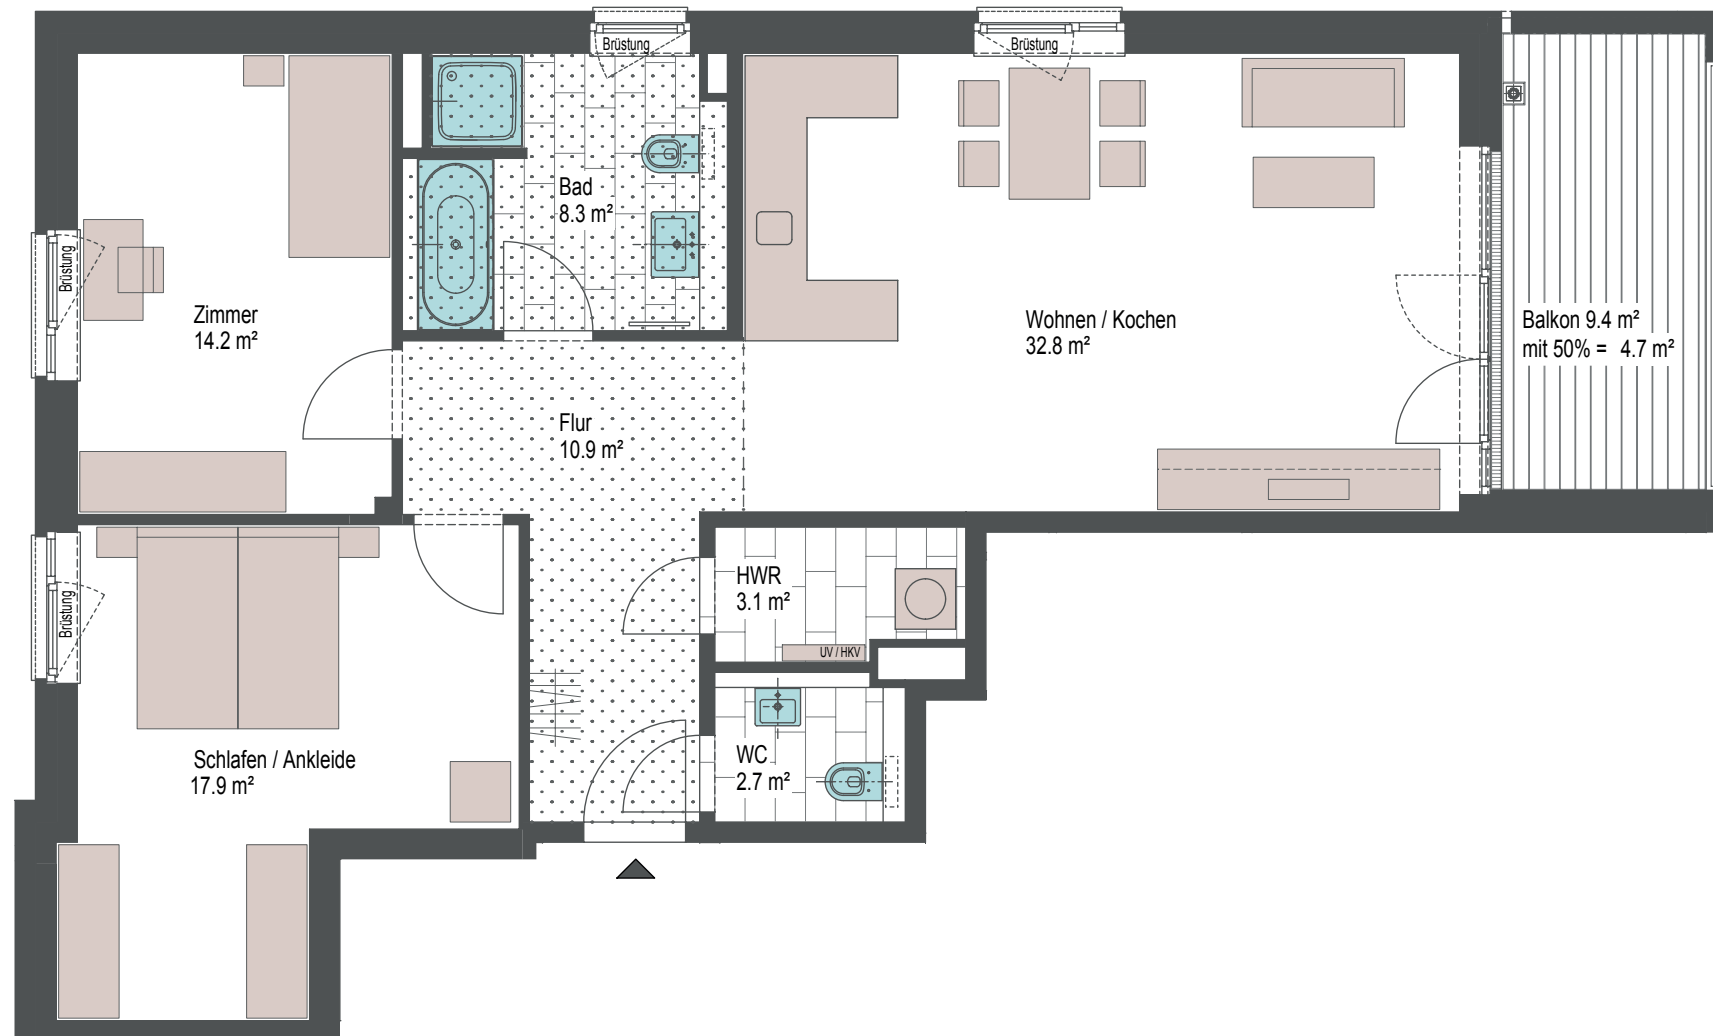 Brüstung
Brüstung
Bad
8.3 m²
Brüstung
Zimmer
14.2 m²
Wohnen / Kochen
32.8 m²
Balkon 9.4 m²
mit 50% = 4.7 m²
Flur
10.9 m²
Brüstung
HWR
3.1 m²
UV / HKV
Schlafen / Ankleide
17.9 m²
WC
2.7 m²